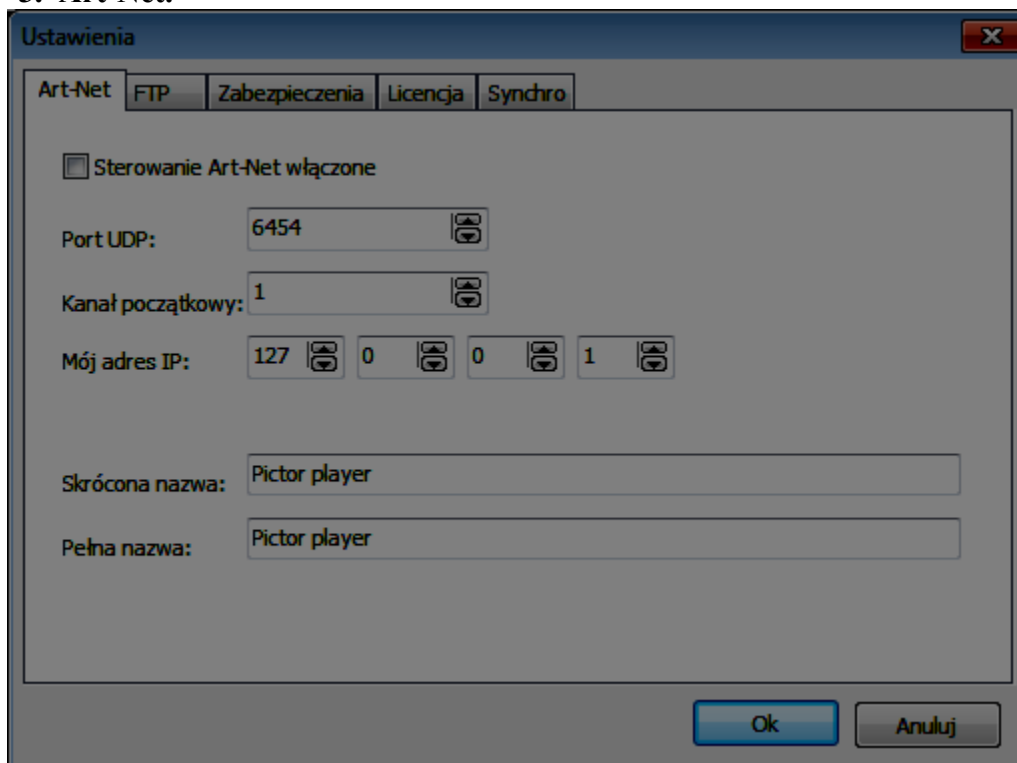 Ustawienia
Art-Net FTP Zabezpieczenia Licencja Synchro
Sterowanie Art-Net włączone
Port UDP: 6454
Kanał początkowy: 1
Mój adres IP: 127 0 0 1
Skrócona nazwa: Pictor player
Pełna nazwa: Pictor player
Ok Anuluj